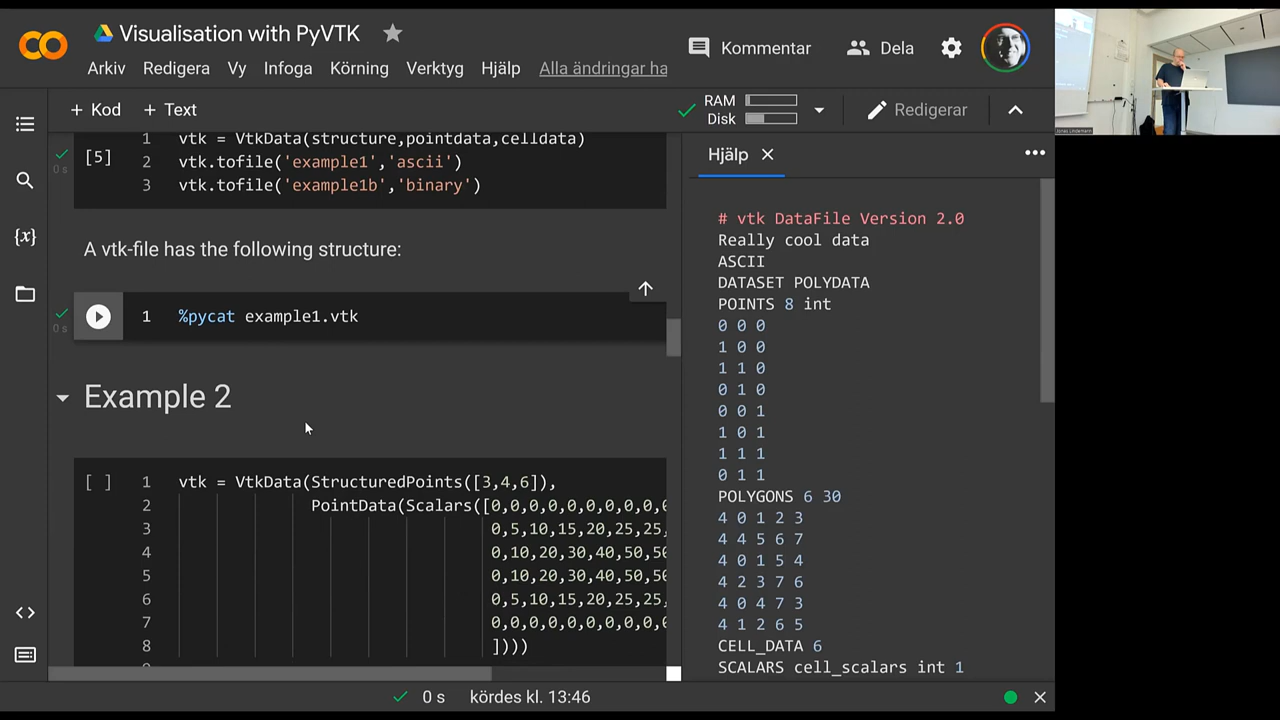 Visualisation with PyVTK
Kommentar
Dela
Arkiv Redigera Vy Infoga Körning Verktyg Hjälp Alla ändringar ha
+ Kod + Text
RAM
Disk
Redigerar
1 vtk = VtkData(structure,pointdata,celldata)
[5] 2 vtk.tofile('example1','ascii')
0 s
3 vtk.tofile('example1b','binary')
A vtk-file has the following structure:
1 %pycat example1.vtk
0 s
Example 2
[ ] 1 vtk = VtkData(StructuredPoints([3,4,6]),
2 PointData(Scalars([0,0,0,0,0,0,0,0,0
3 0,5,10,15,20,25,25,
4 0,10,20,30,40,50,50
5 0,10,20,30,40,50,50
6 0,5,10,15,20,25,25,
7 0,0,0,0,0,0,0,0,0,0
8 ])))
Hjälp
# vtk DataFile Version 2.0
Really cool data
ASCII
DATASET POLYDATA
POINTS 8 int
0 0 0
1 0 0
1 1 0
0 1 0
0 0 1
1 0 1
1 1 1
0 1 1
POLYGONS 6 30
4 0 1 2 3
4 4 5 6 7
4 0 1 5 4
4 2 3 7 6
4 0 4 7 3
4 1 2 6 5
CELL_DATA 6
SCALARS cell_scalars int 1
0 s kördes kl. 13:46
Jonas Lindemann